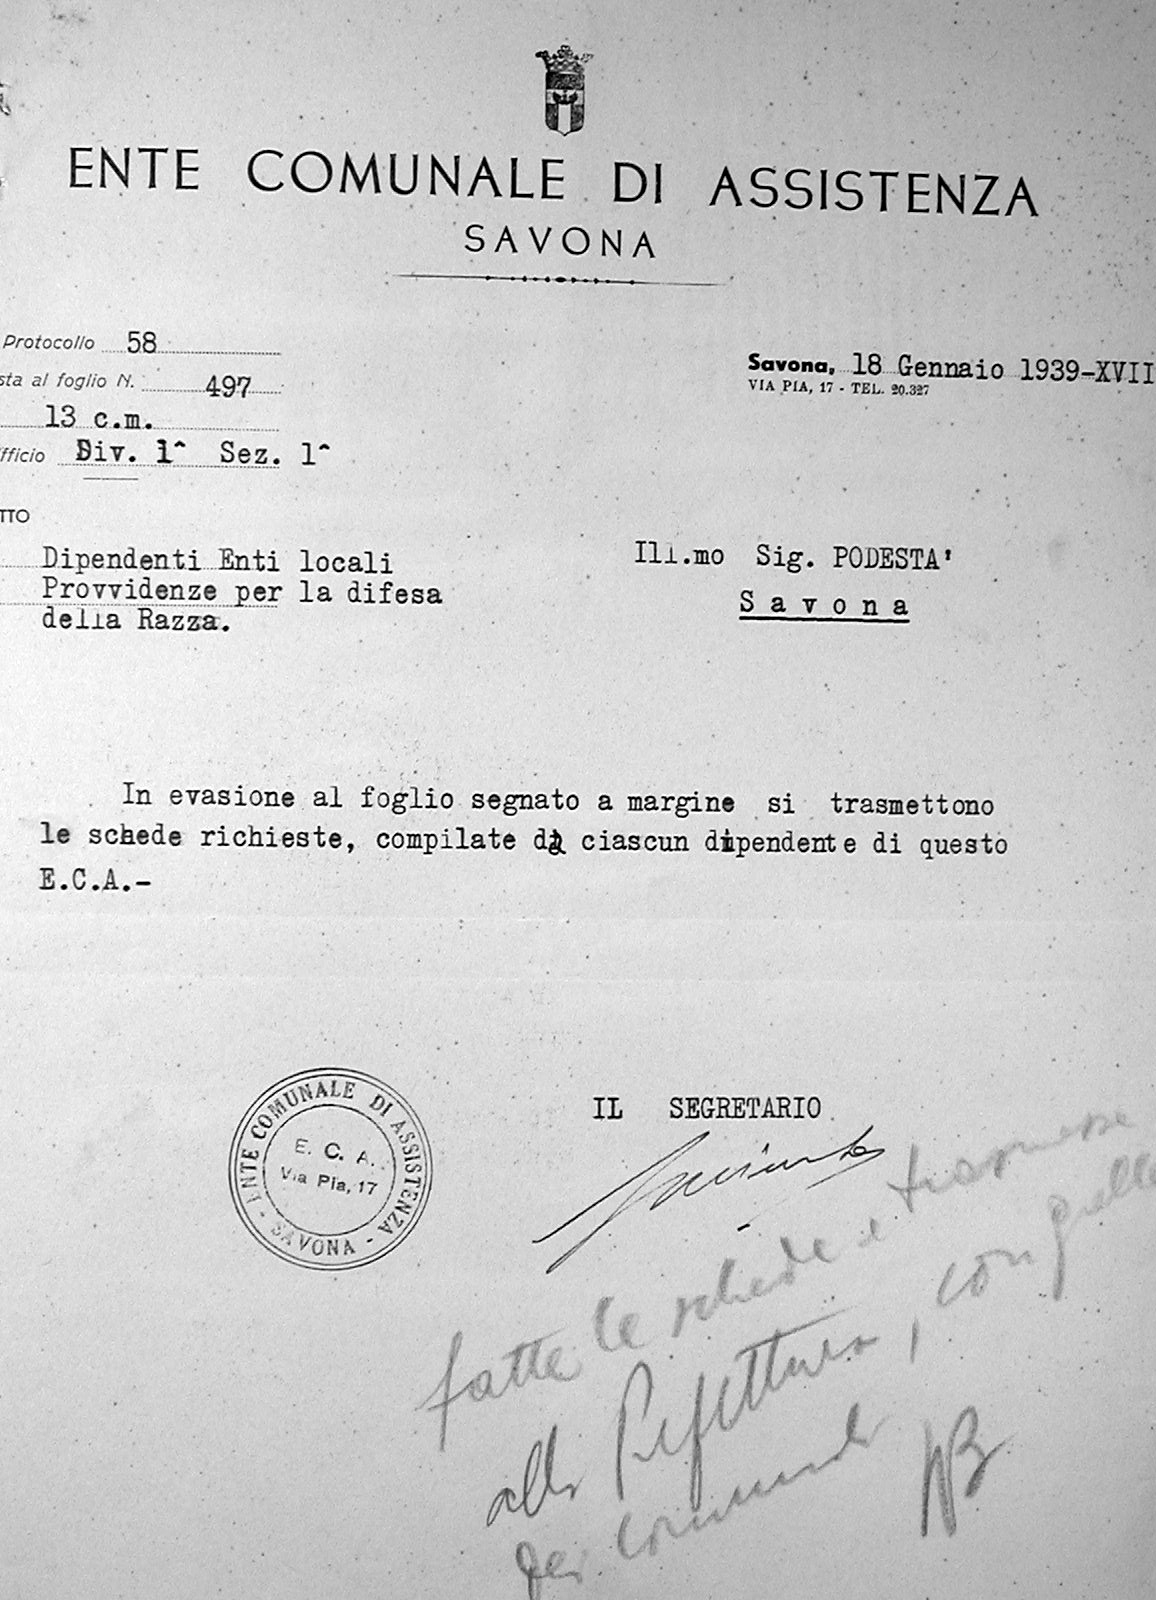 ENTE COMUNALE DI ASSISTENZA
SAVONA
Protocollo 58
sta al foglio N. 497
13 c.m.
fficio Div. 1^ Sez. 1^
TTO
Dipendenti Enti locali
Provvidenze per la difesa
della Razza.
Savona, 18 Gennaio 1939-XVII
VIA PIA, 17 - TEL. 20.327
Ill.mo Sig. PODESTA'
Savona
In evasione al foglio segnato a margine si trasmettono
le schede richieste, compilate da ciascun dipendente di questo
E.C.A.-
IL SEGRETARIO
ENTE COMUNALE DI ASSISTENZA
- SAVONA -
E. C. A.
Via Pia, 17
fatte le schede e trasmesse
alla Prefettura, con quelle
dei comunali